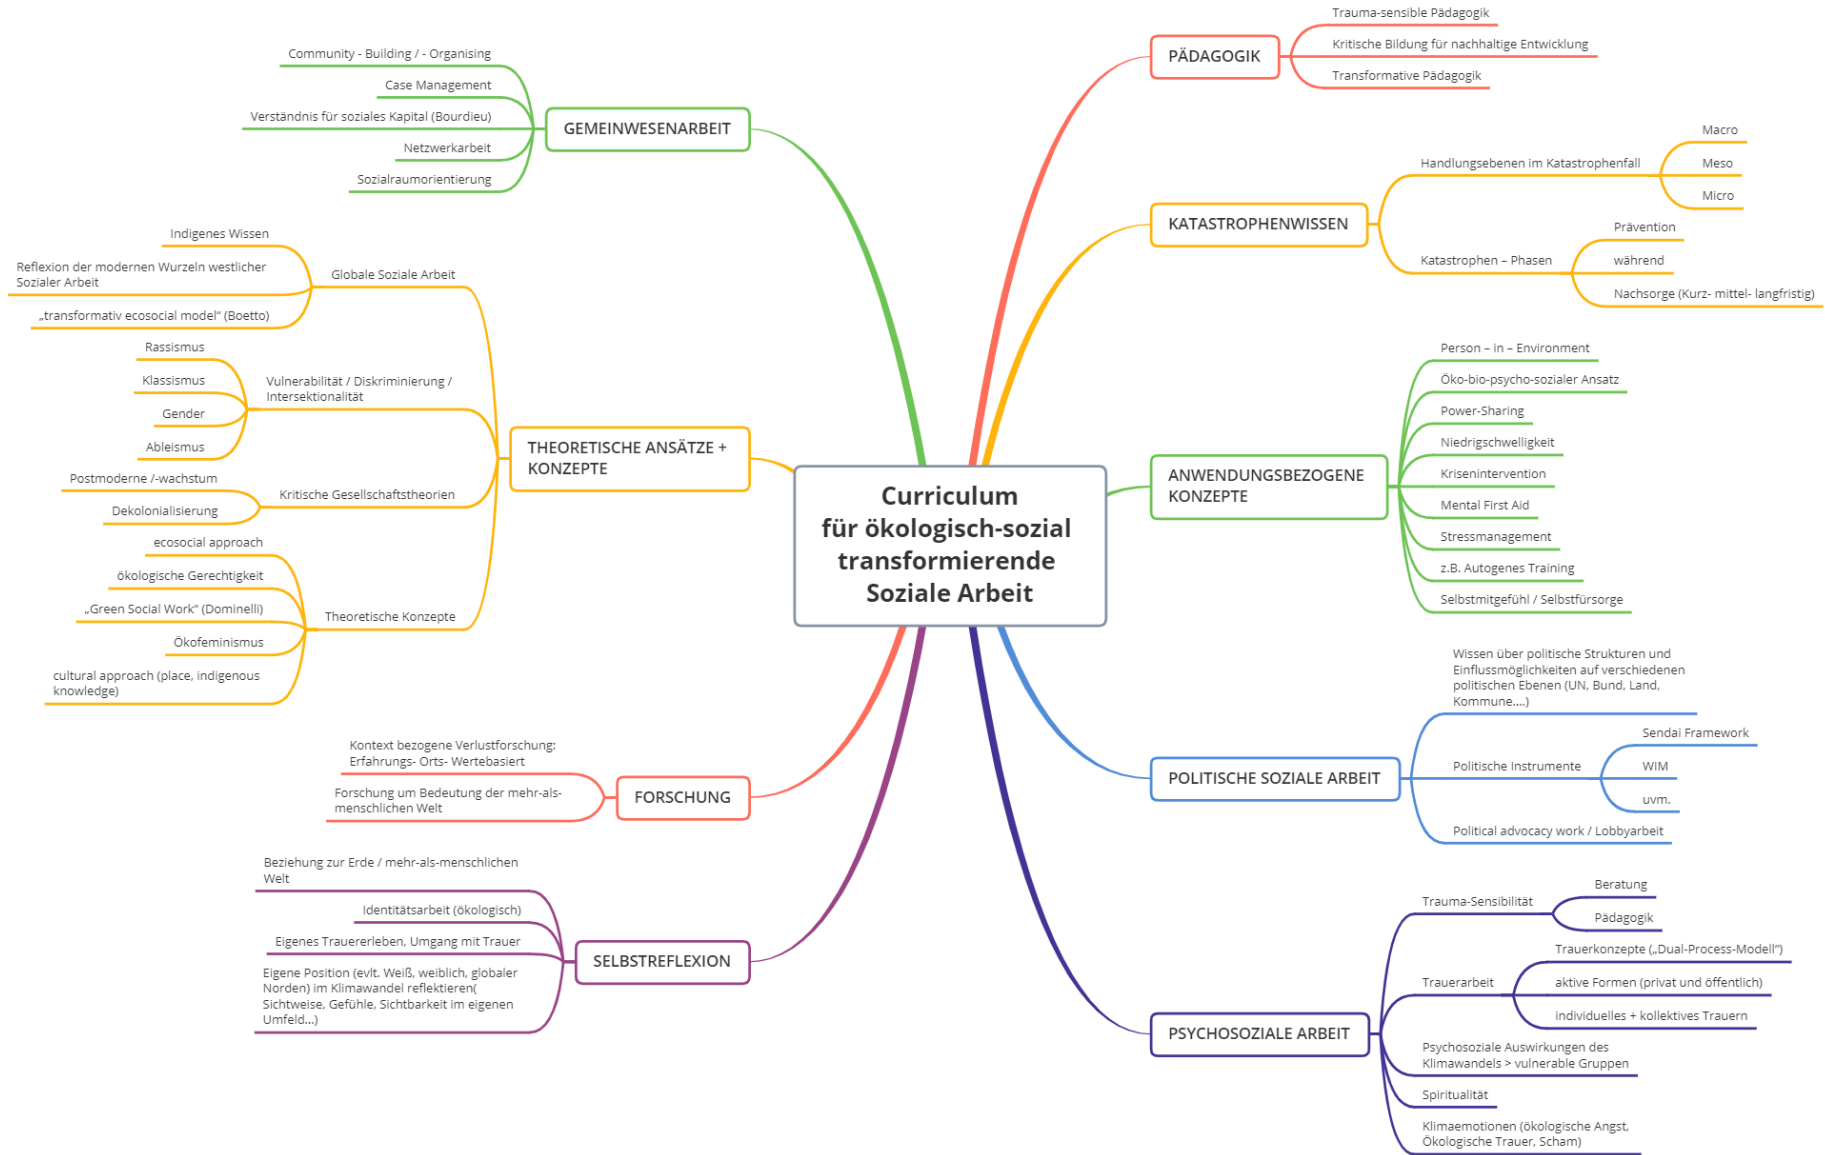 Curriculum
für ökologisch-sozial
transformierende
Soziale Arbeit
GEMEINWESENARBEIT
Community - Building / - Organising
Case Management
Verständnis für soziales Kapital (Bourdieu)
Netzwerkarbeit
Sozialraumorientierung
THEORETISCHE ANSÄTZE +
KONZEPTE
Globale Soziale Arbeit
Indigenes Wissen
Reflexion der modernen Wurzeln westlicher
Sozialer Arbeit
„transformativ ecosocial model“ (Boetto)
Vulnerabilität / Diskriminierung /
Intersektionalität
Rassismus
Klassismus
Gender
Ableismus
Kritische Gesellschaftstheorien
Postmoderne /-wachstum
Dekolonialisierung
Theoretische Konzepte
ecosocial approach
ökologische Gerechtigkeit
„Green Social Work“ (Dominelli)
Ökofeminismus
cultural approach (place, indigenous
knowledge)
FORSCHUNG
Kontext bezogene Verlustforschung:
Erfahrungs- Orts- Wertebasiert
Forschung um Bedeutung der mehr-als-
menschlichen Welt
SELBSTREFLEXION
Beziehung zur Erde / mehr-als-menschlichen
Welt
Identitätsarbeit (ökologisch)
Eigenes Trauererleben, Umgang mit Trauer
Eigene Position (evlt. Weiß, weiblich, globaler
Norden) im Klimawandel reflektieren(
Sichtweise, Gefühle, Sichtbarkeit im eigenen
Umfeld...)
PÄDAGOGIK
Trauma-sensible Pädagogik
Kritische Bildung für nachhaltige Entwicklung
Transformative Pädagogik
KATASTROPHENWISSEN
Handlungsebenen im Katastrophenfall
Macro
Meso
Micro
Katastrophen – Phasen
Prävention
während
Nachsorge (Kurz- mittel- langfristig)
ANWENDUNGSBEZOGENE
KONZEPTE
Person – in – Environment
Öko-bio-psycho-sozialer Ansatz
Power-Sharing
Niedrigschwelligkeit
Krisenintervention
Mental First Aid
Stressmanagement
z.B. Autogenes Training
Selbstmitgefühl / Selbstfürsorge
POLITISCHE SOZIALE ARBEIT
Wissen über politische Strukturen und
Einflussmöglichkeiten auf verschiedenen
politischen Ebenen (UN, Bund, Land,
Kommune....)
Politische Instrumente
Sendai Framework
WIM
uvm.
Political advocacy work / Lobbyarbeit
PSYCHOSOZIALE ARBEIT
Trauma-Sensibilität
Beratung
Pädagogik
Trauerarbeit
Trauerkonzepte („Dual-Process-Modell“)
aktive Formen (privat und öffentlich)
individuelles + kollektives Trauern
Psychosoziale Auswirkungen des
Klimawandels > vulnerable Gruppen
Spiritualität
Klimaemotionen (ökologische Angst,
Ökologische Trauer, Scham)